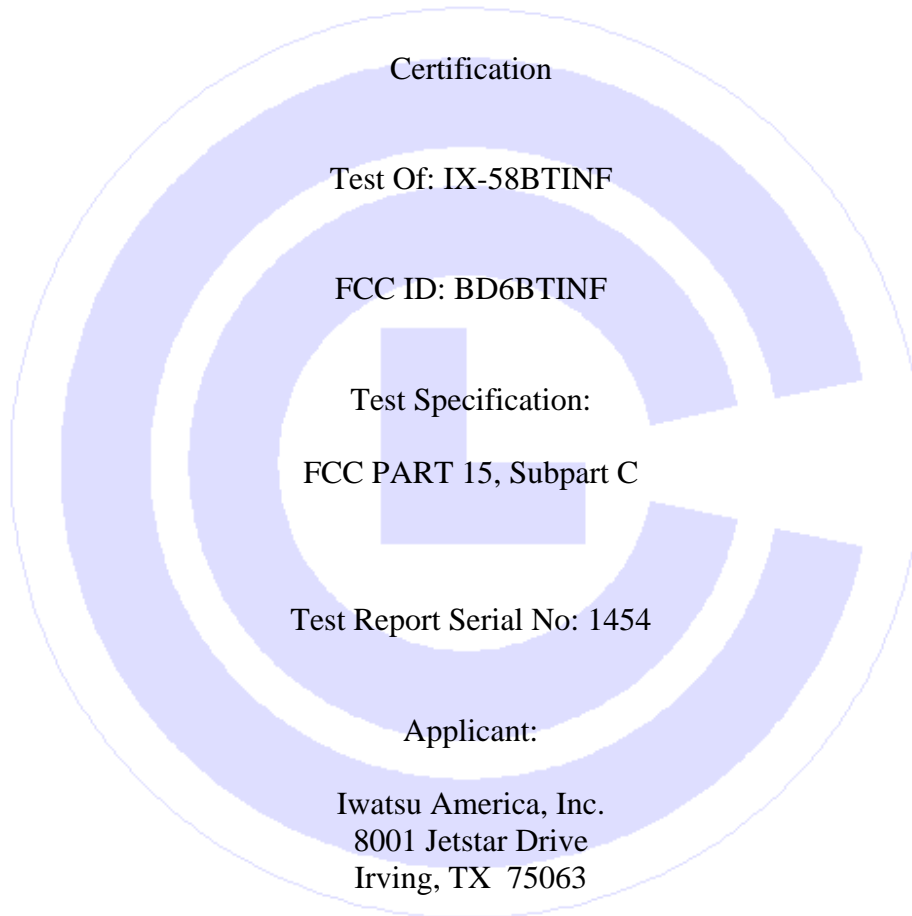 Certification
Test Of: IX-58BTINF
FCC ID: BD6BTINF
Test Specification:
FCC PART 15, Subpart C
Test Report Serial No: 1454
Applicant:
Iwatsu America, Inc.
8001 Jetstar Drive
Irving, TX  75063